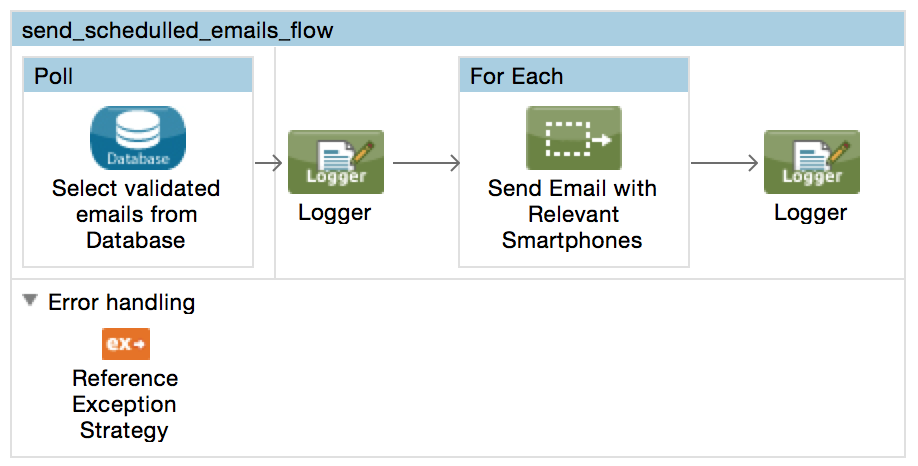 send_schedulled_emails_flow
Poll
Database
Select validated
emails from
Database
Logger
Logger
For Each
Send Email with
Relevant
Smartphones
Logger
Logger
Error handling
ex
Reference
Exception
Strategy